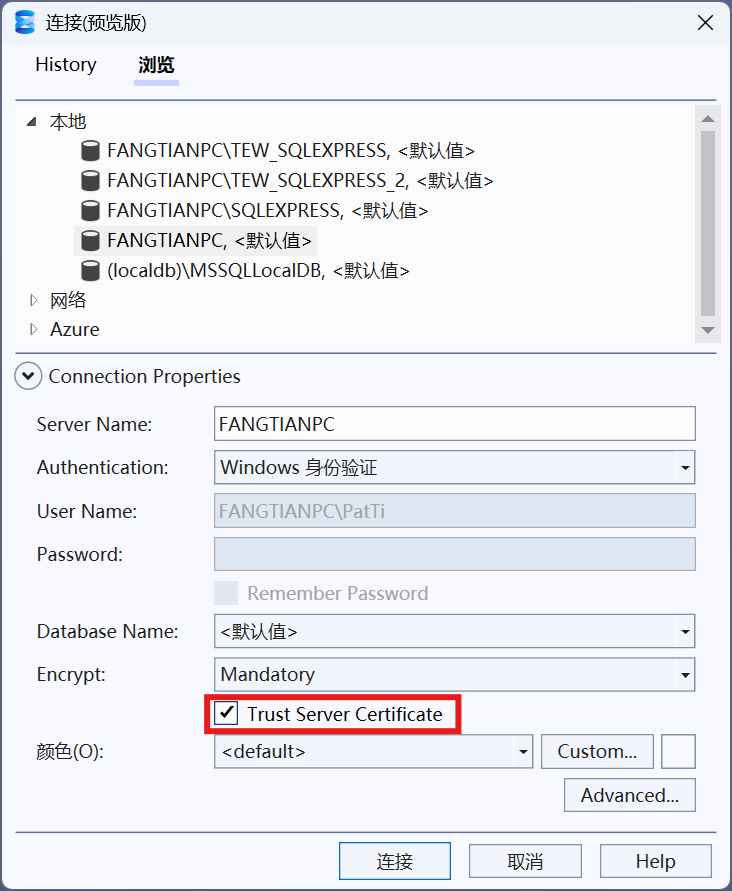 连接(预览版)
History 浏览
本地
FANGTIANPC\TEW_SQLEXPRESS, <默认值>
FANGTIANPC\TEW_SQLEXPRESS_2, <默认值>
FANGTIANPC\SQLEXPRESS, <默认值>
FANGTIANPC, <默认值>
(localdb)\MSSQLLocalDB, <默认值>
网络
Azure
Connection Properties
Server Name: FANGTIANPC
Authentication: Windows 身份验证
User Name: FANGTIANPC\PatTi
Password:
Remember Password
Database Name: <默认值>
Encrypt: Mandatory
Trust Server Certificate
颜色(O): <default> Custom...
Advanced...
连接 取消 Help